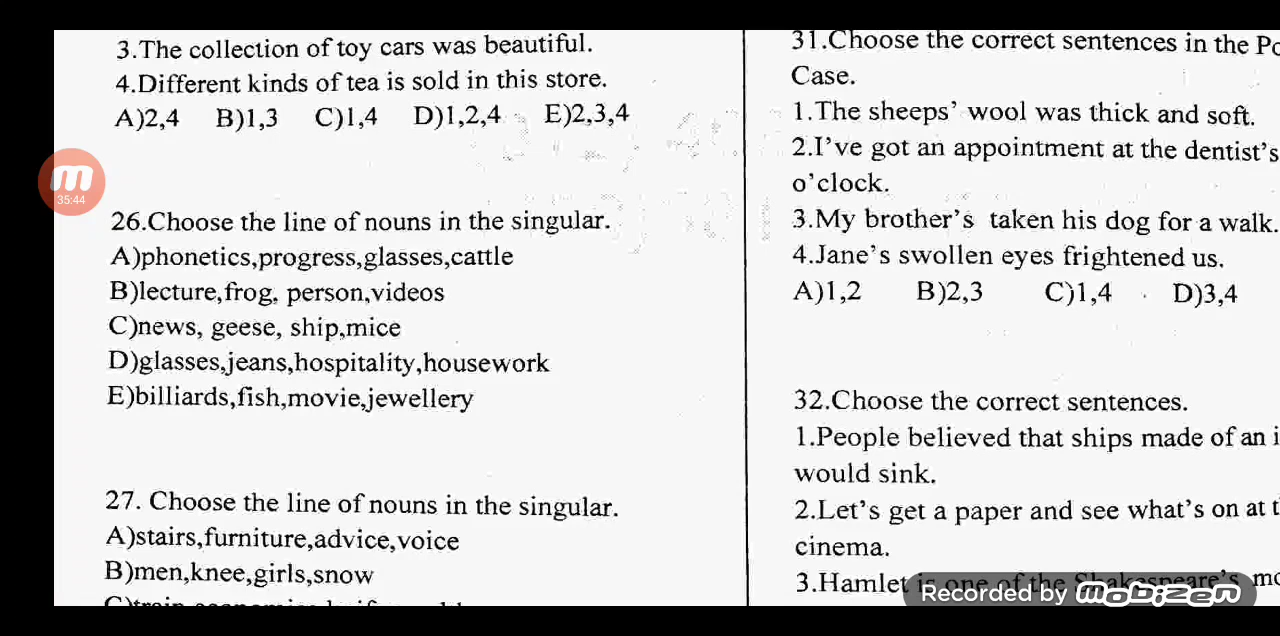 3.The collection of toy cars was beautiful.
4.Different kinds of tea is sold in this store.
A)2,4 B)1,3 C)1,4 D)1,2,4 E)2,3,4
35:44
26.Choose the line of nouns in the singular.
A)phonetics,progress,glasses,cattle
B)lecture,frog, person,videos
C)news, geese, ship,mice
D)glasses,jeans,hospitality,housework
E)billiards,fish,movie,jewellery
27. Choose the line of nouns in the singular.
A)stairs,furniture,advice,voice
B)men,knee,girls,snow
31.Choose the correct sentences in the
Case.
1.The sheeps’ wool was thick and soft.
2.I’ve got an appointment at the dentist’s
o’clock.
3.My brother’s taken his dog for a walk.
4.Jane’s swollen eyes frightened us.
A)1,2 B)2,3 C)1,4 D)3,4
32.Choose the correct sentences.
1.People believed that ships made of an
would sink.
2.Let’s get a paper and see what’s on at
cinema.
3.Hamlet is one of the Shakespeare’s
Recorded by mobizen